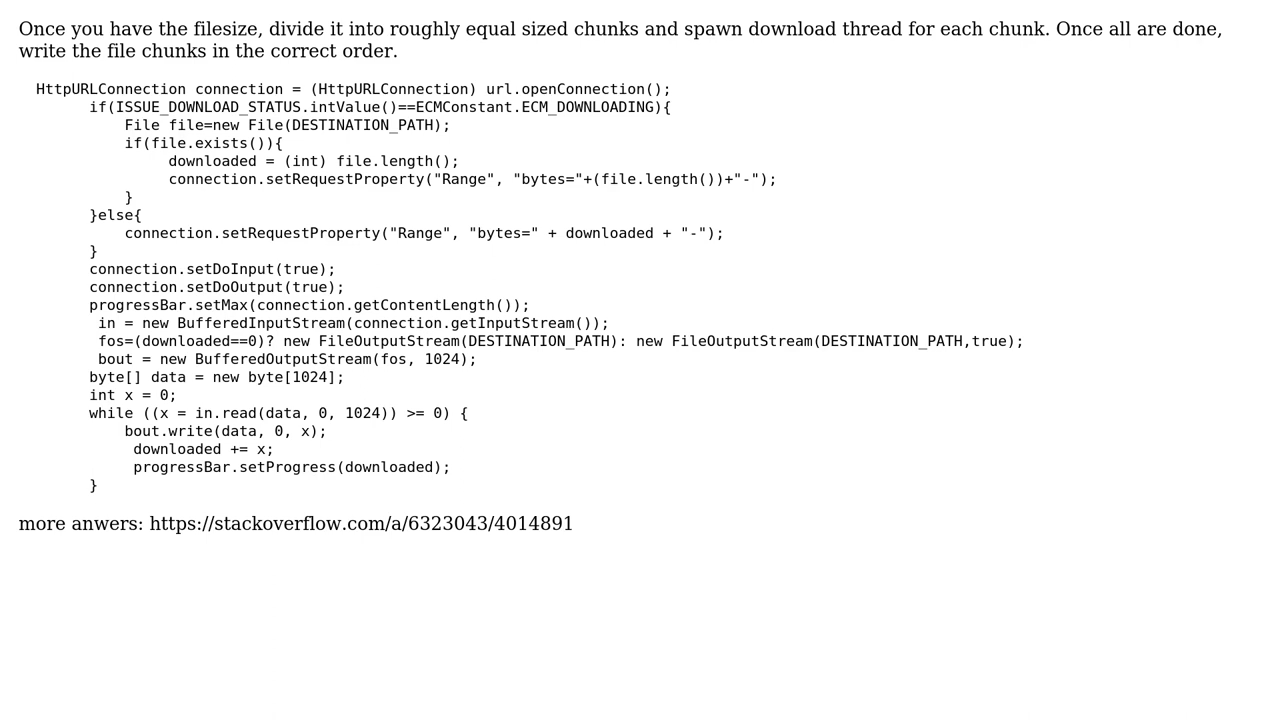 Once you have the filesize, divide it into roughly equal sized chunks and spawn download thread for each chunk. Once all are done,
write the file chunks in the correct order.
HttpURLConnection connection = (HttpURLConnection) url.openConnection();
      if(ISSUE_DOWNLOAD_STATUS.intValue()==ECMConstant.ECM_DOWNLOADING){
          File file=new File(DESTINATION_PATH);
          if(file.exists()){
               downloaded = (int) file.length();
               connection.setRequestProperty("Range", "bytes="+(file.length())+"-");
          }
      }else{
          connection.setRequestProperty("Range", "bytes=" + downloaded + "-");
      }
      connection.setDoInput(true);
      connection.setDoOutput(true);
      progressBar.setMax(connection.getContentLength());
       in = new BufferedInputStream(connection.getInputStream());
       fos=(downloaded==0)? new FileOutputStream(DESTINATION_PATH): new FileOutputStream(DESTINATION_PATH,true);
       bout = new BufferedOutputStream(fos, 1024);
      byte[] data = new byte[1024];
      int x = 0;
      while ((x = in.read(data, 0, 1024)) >= 0) {
          bout.write(data, 0, x);
           downloaded += x;
           progressBar.setProgress(downloaded);
      }
more anwers: https://stackoverflow.com/a/6323043/4014891